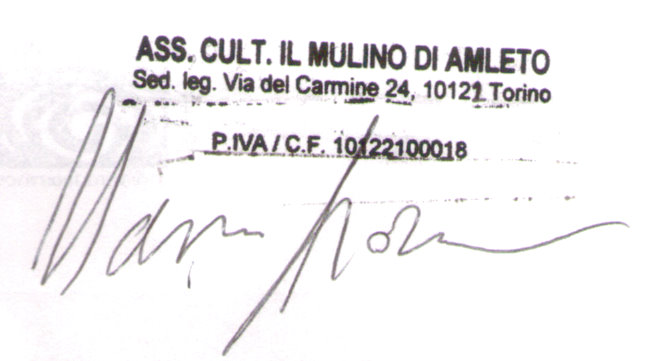 ASS. CULT. IL MULINO DI AMLETO
Sed. leg. Via del Carmine 24, 10121 Torino
P.IVA / C.F. 10122100018